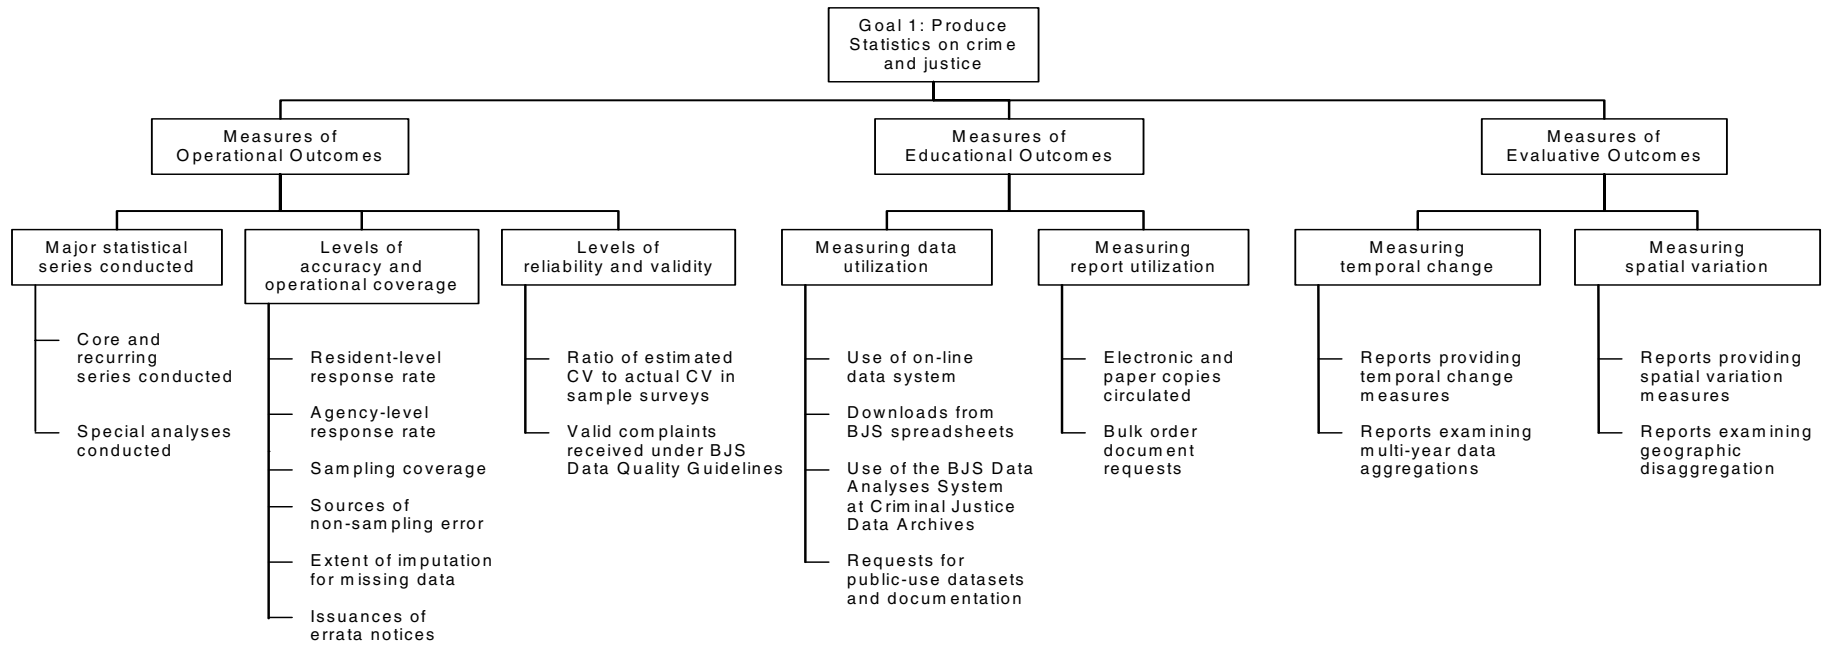 Goal 1: Produce
Statistics on crime
and justice
Measures of
Operational Outcomes
Measures of
Educational Outcomes
Measures of
Evaluative Outcomes
Major statistical
series conducted
Levels of
accuracy and
operational coverage
Levels of
reliability and validity
Measuring data
utilization
Measuring
report utilization
Measuring
temporal change
Measuring
spatial variation
Core and
recurring
series conducted
Special analyses
conducted
Resident-level
response rate
Agency-level
response rate
Sampling coverage
Sources of
non-sampling error
Extent of imputation
for missing data
Issuances of
errata notices
Ratio of estimated
CV to actual CV in
sample surveys
Valid complaints
received under BJS
Data Quality Guidelines
Use of on-line
data system
Downloads from
BJS spreadsheets
Use of the BJS Data
Analyses System
at Criminal Justice
Data Archives
Requests for
public-use datasets
and documentation
Electronic and
paper copies
circulated
Bulk order
document
requests
Reports providing
temporal change
measures
Reports examining
multi-year data
aggregations
Reports providing
spatial variation
measures
Reports examining
geographic
disaggregation